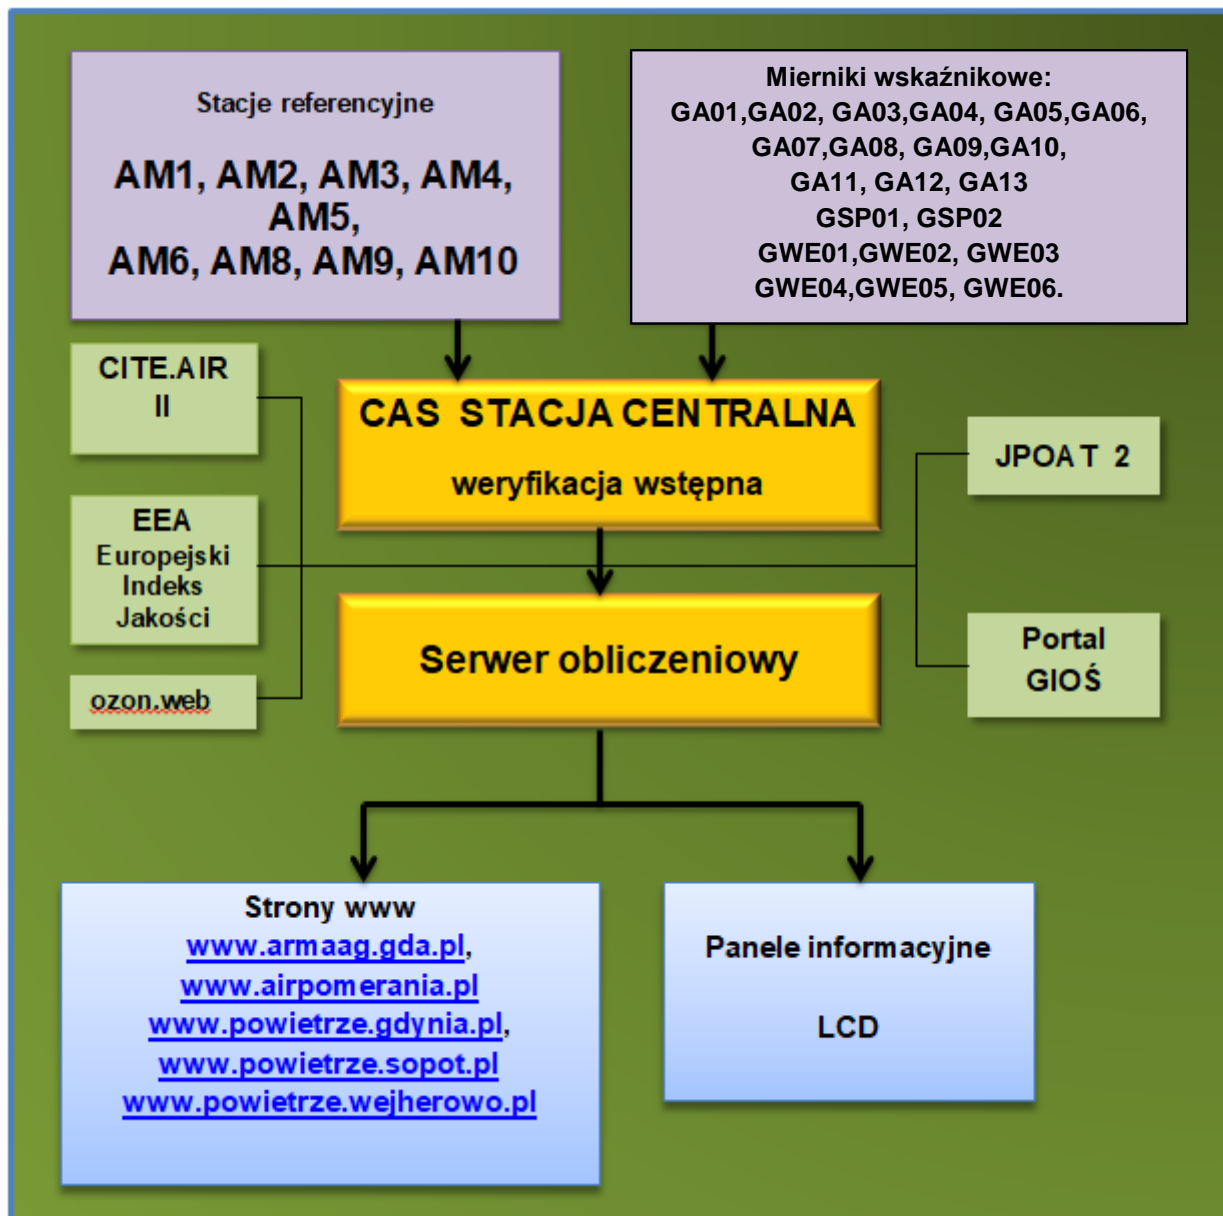 Stacje referencyjne
AM1, AM2, AM3, AM4,
AM5,
AM6, AM8, AM9, AM10
Mierniki wskaźnikowe:
GA01,GA02, GA03,GA04, GA05,GA06,
GA07,GA08, GA09,GA10,
GA11, GA12, GA13
GSP01, GSP02
GWE01,GWE02, GWE03
GWE04,GWE05, GWE06.
CITE.AIR
II
CAS STACJA CENTRALNA
weryfikacja wstępna
JPOAT 2
EEA
Europejski
Indeks
Jakości
Serwer obliczeniowy
Portal
GIOŚ
ozon.web
Strony www
www.armaag.gda.pl,
www.airpomerania.pl
www.powietrze.gdynia.pl,
www.powietrze.sopot.pl
www.powietrze.wejherowo.pl
Panele informacyjne
LCD